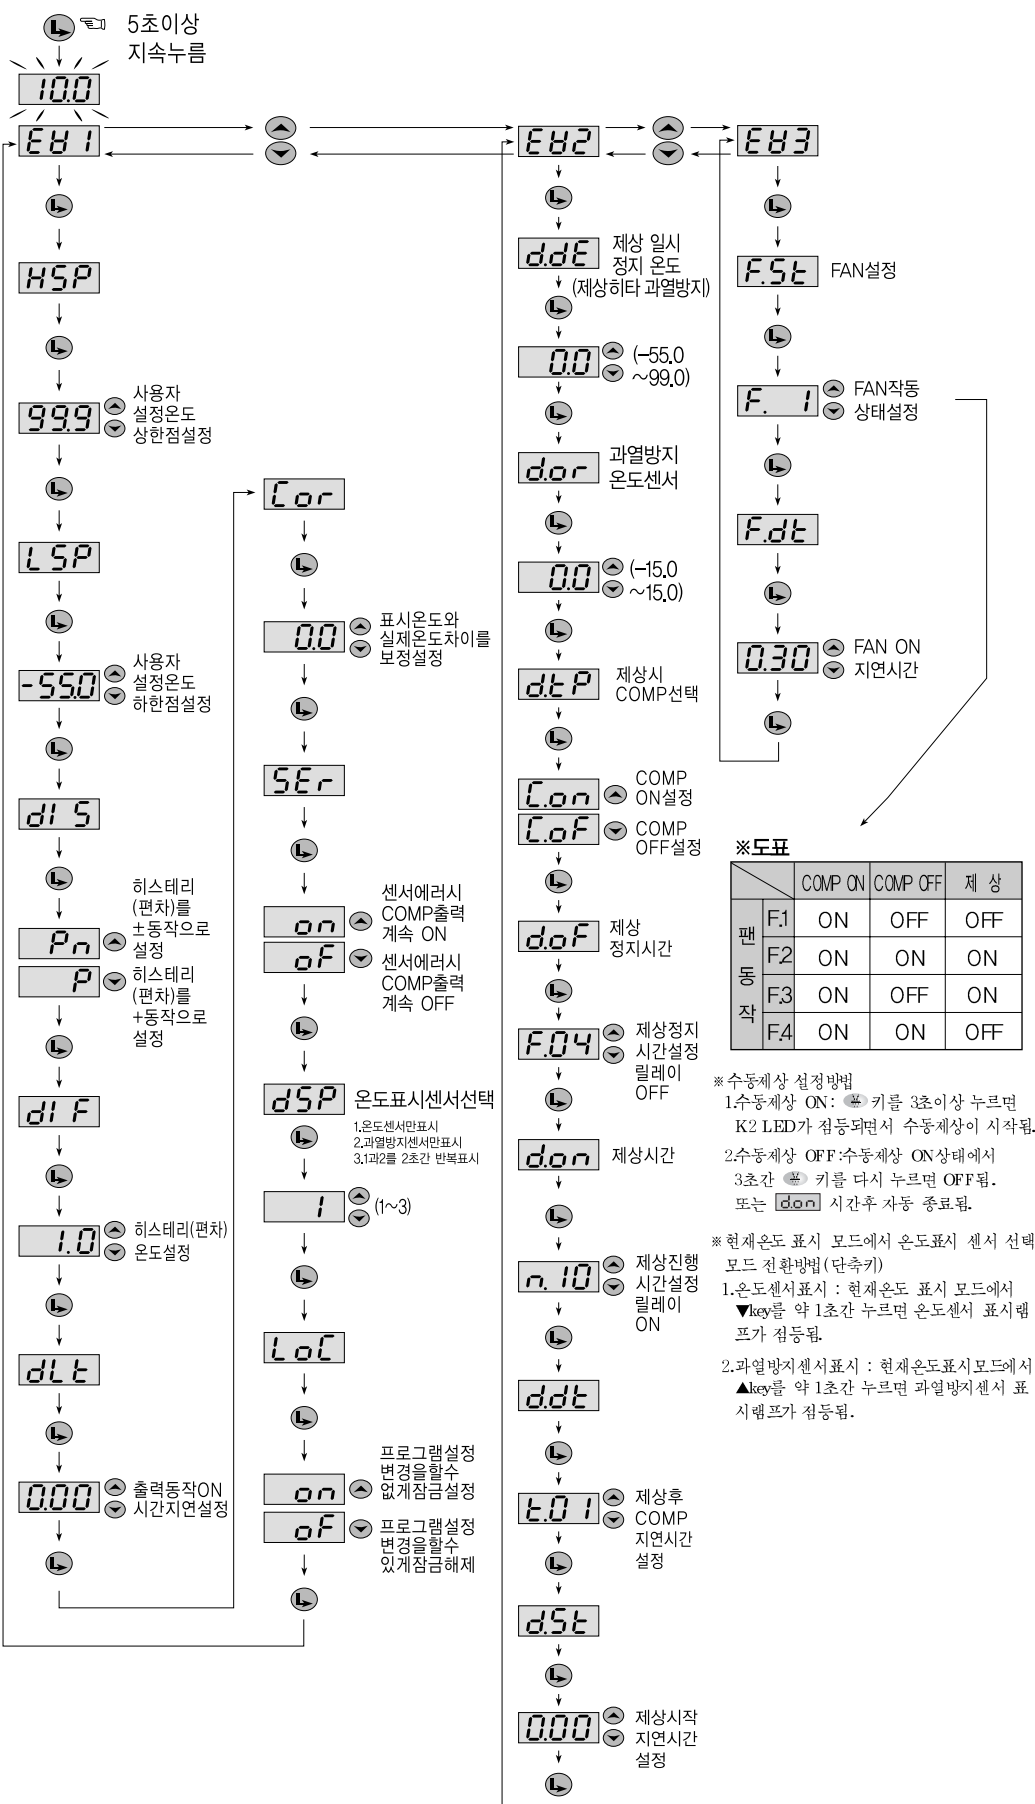 5초이상
지속누름
10.0
EH1
HSP
99.9
사용자
설정온도
상한점설정
LSP
-55.0
사용자
설정온도
하한점설정
dIS
Pn
히스테리
(편차)를
±동작으로
설정
P
히스테리
(편차)를
+동작으로
설정
dIF
1.0
히스테리(편차)
온도설정
dLt
0.00
출력동작ON
시간지연설정
Cor
0.0
표시온도와
실제온도차이를
보정설정
SEr
on
센서에러시
COMP출력
계속 ON
oF
센서에러시
COMP출력
계속 OFF
dSP
온도표시센서선택
1.온도센서만표시
2.과열방지센서만표시
3.1과2를 2초간 반복표시
1
(1~3)
LoC
on
프로그램설정
변경을할수
없게잠금설정
oF
프로그램설정
변경을할수
있게잠금해제
EH2
d.dE
제상 일시
정지 온도
(제상히타 과열방지)
0.0
(-55.0
~99.0)
d.or
과열방지
온도센서
0.0
(-15.0
~15.0)
d.tP
제상시
COMP선택
C.on
COMP
ON설정
C.oF
COMP
OFF설정
d.oF
제상
정지시간
F.04
제상정지
시간설정
릴레이
OFF
d.on
제상시간
n.10
제상진행
시간설정
릴레이
ON
d.dt
t.01
제상후
COMP
지연시간
설정
d.St
0.00
제상시작
지연시간
설정
EH3
F.St
FAN설정
F. 1
FAN작동
상태설정
F.dt
0.30
FAN ON
지연시간
※도표
COMP ON COMP OFF 제 상
팬 동 작
F.1 ON OFF OFF
F.2 ON ON ON
F.3 ON OFF ON
F.4 ON ON OFF
※수동제상 설정방법
1.수동제상 ON: 키를 3초이상 누르면
K2 LED가 점등되면서 수동제상이 시작됨.
2.수동제상 OFF:수동제상 ON상태에서
3초간 키를 다시 누르면 OFF됨.
또는 d.on 시간후 자동 종료됨.
※현재온도 표시 모드에서 온도표시 센서 선택
모드 전환방법(단축키)
1.온도센서표시 : 현재온도 표시 모드에서
▼key를 약 1초간 누르면 온도센서 표시램
프가 점등됨.
2.과열방지센서표시 : 현재온도표시모드에서
▲key를 약 1초간 누르면 과열방지센서 표
시램프가 점등됨.